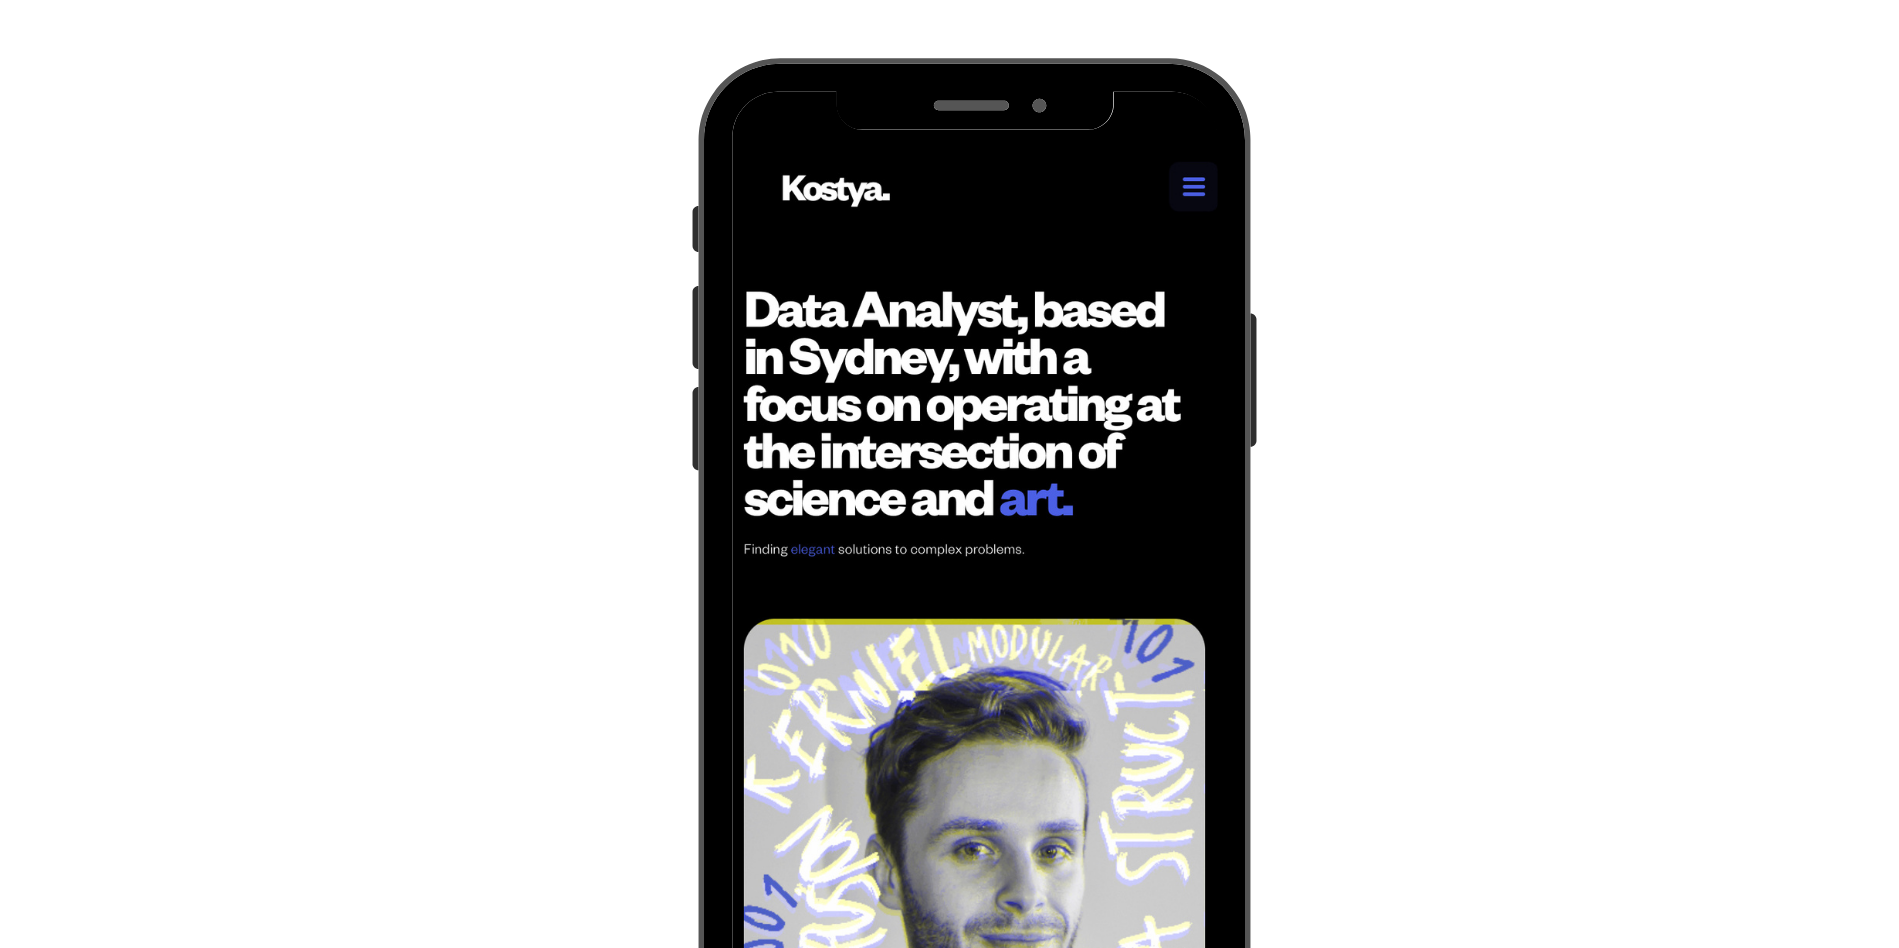 Kostya.
Data Analyst, based
in Sydney, with a
focus on operating at
the intersection of
science and art.
Finding elegant solutions to complex problems.
010
KERNEL
MODULAR
101
STRUCT
001